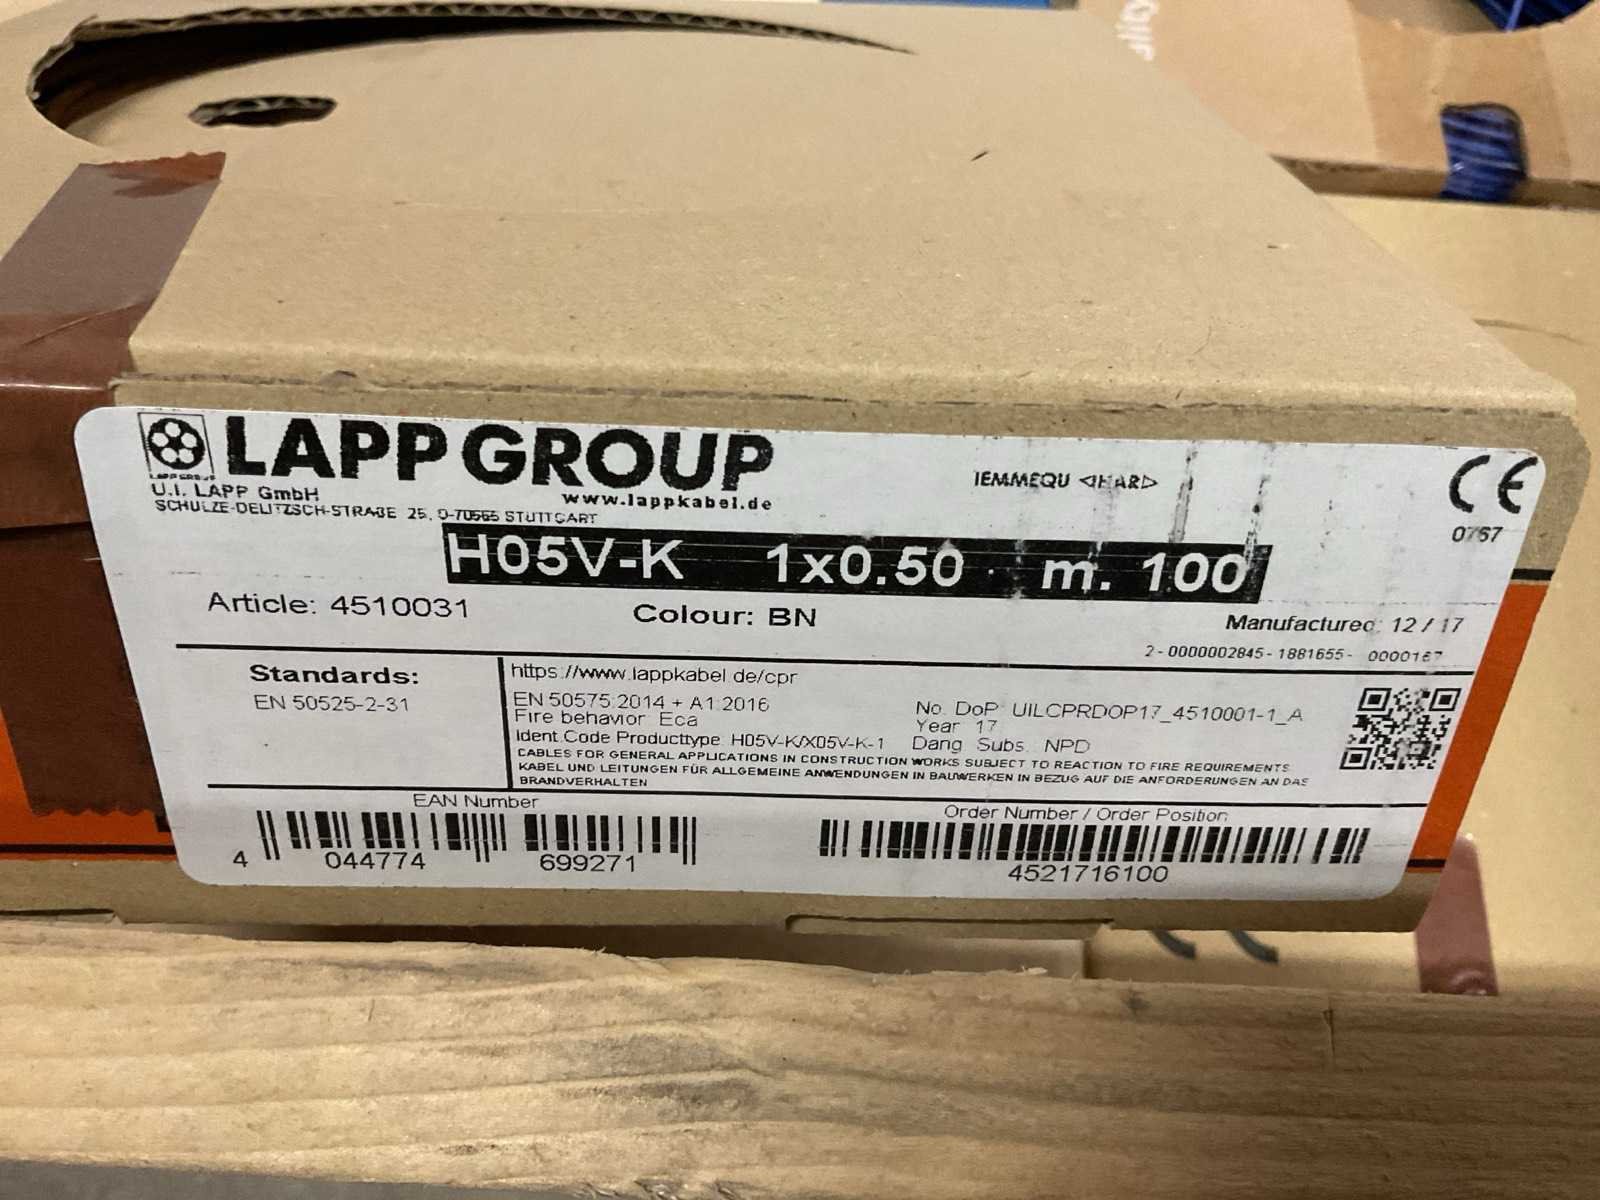 LAPP GROUP
LAPP GROUP
www.lappkabel.de
U.I. LAPP GmbH
SCHULZE-DELITZSCH-STRAßE 25, D-70565 STUTTGART
IEMMEQU <HAR>
CE
0767
H05V-K 1x0.50 m. 100
Article: 4510031
Colour: BN
Manufactured: 12 / 17
2-0000002845-1881655- 0000167
Standards:
EN 50525-2-31
https://www.lappkabel.de/cpr
EN 50575:2014 + A1:2016
Fire behavior: Eca
Ident.Code Producttype: H05V-K/X05V-K-1
No. DoP: UILCPRDOP17_4510001-1_A
Year: 17
Dang. Subs.: NPD
CABLES FOR GENERAL APPLICATIONS IN CONSTRUCTION WORKS SUBJECT TO REACTION TO FIRE REQUIREMENTS
KABEL UND LEITUNGEN FÜR ALLGEMEINE ANWENDUNGEN IN BAUWERKEN IN BEZUG AUF DIE ANFORDERUNGEN AN DAS
BRANDVERHALTEN
EAN Number
4 044774 699271
Order Number / Order Position
4521716100